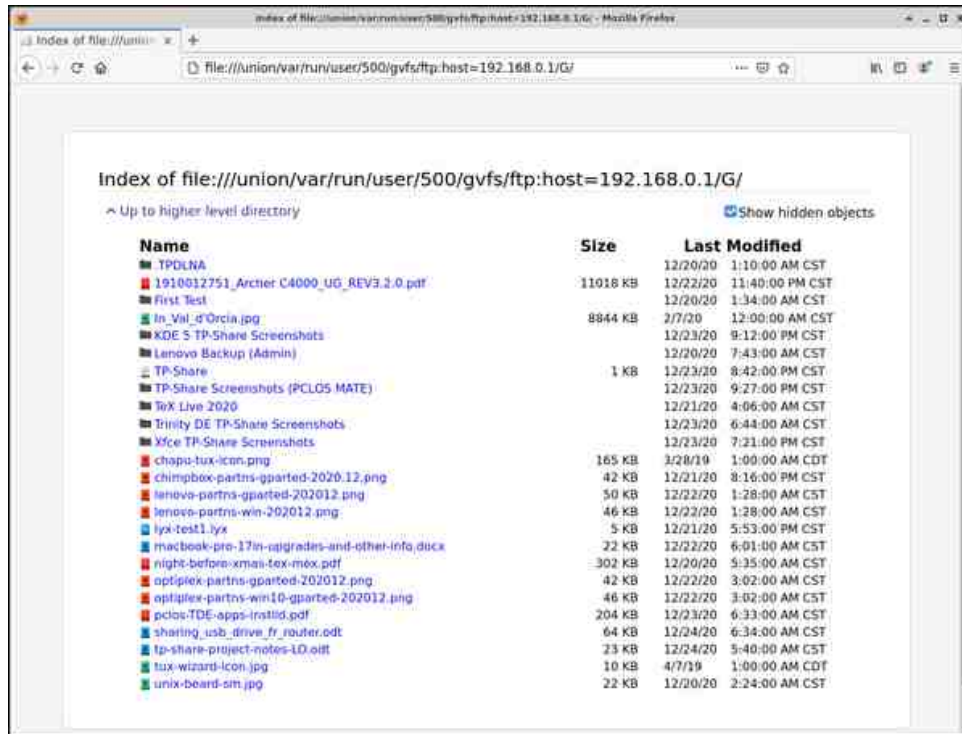 Index of file:///union/var/run/user/500/gvfs/ftp:host=192.168.0.1/G/ - Mozilla Firefox
Index of file:///union
file:///union/var/run/user/500/gvfs/ftp:host=192.168.0.1/G/
Index of file:///union/var/run/user/500/gvfs/ftp:host=192.168.0.1/G/
Up to higher level directory Show hidden objects
Name Size Last Modified
.TPDLNA 12/20/20 1:10:00 AM CST
1910012751_Archer C4000_UG_REV3.2.0.pdf 11018 KB 12/22/20 11:40:00 PM CST
First Test 12/20/20 1:34:00 AM CST
In_Val_d'Orcia.jpg 8844 KB 2/7/20 12:00:00 AM CST
KDE 5 TP-Share Screenshots 12/23/20 9:12:00 PM CST
Lenovo Backup (Admin) 12/20/20 7:43:00 AM CST
TP-Share 1 KB 12/23/20 8:42:00 PM CST
TP-Share Screenshots (PCLOS MATE) 12/23/20 9:27:00 PM CST
TeX Live 2020 12/21/20 4:06:00 AM CST
Trinity DE TP-Share Screenshots 12/23/20 6:44:00 AM CST
Xfce TP-Share Screenshots 12/23/20 7:21:00 PM CST
chapu-tux-icon.png 165 KB 3/28/19 1:00:00 AM CDT
chimpbox-partns-gparted-2020.12.png 42 KB 12/21/20 8:16:00 PM CST
lenovo-partns-gparted-202012.png 50 KB 12/22/20 1:28:00 AM CST
lenovo-partns-win-202012.png 46 KB 12/22/20 1:28:00 AM CST
lyx-test1.lyx 5 KB 12/21/20 5:53:00 PM CST
macbook-pro-17in-upgrades-and-other-info.docx 22 KB 12/22/20 6:01:00 AM CST
night-before-xmas-tex-mex.pdf 302 KB 12/20/20 5:35:00 AM CST
optiplex-partns-gparted-202012.png 42 KB 12/22/20 3:02:00 AM CST
optiplex-partns-win10-gparted-202012.png 46 KB 12/22/20 3:02:00 AM CST
pclos-TDE-apps-instlld.pdf 204 KB 12/23/20 6:33:00 AM CST
sharing_usb_drive_fr_router.odt 64 KB 12/24/20 6:34:00 AM CST
tp-share-project-notes-LO.odt 23 KB 12/24/20 5:40:00 AM CST
tux-wizard-icon.jpg 10 KB 4/7/19 1:00:00 AM CDT
unix-beard-sm.jpg 22 KB 12/20/20 2:24:00 AM CST